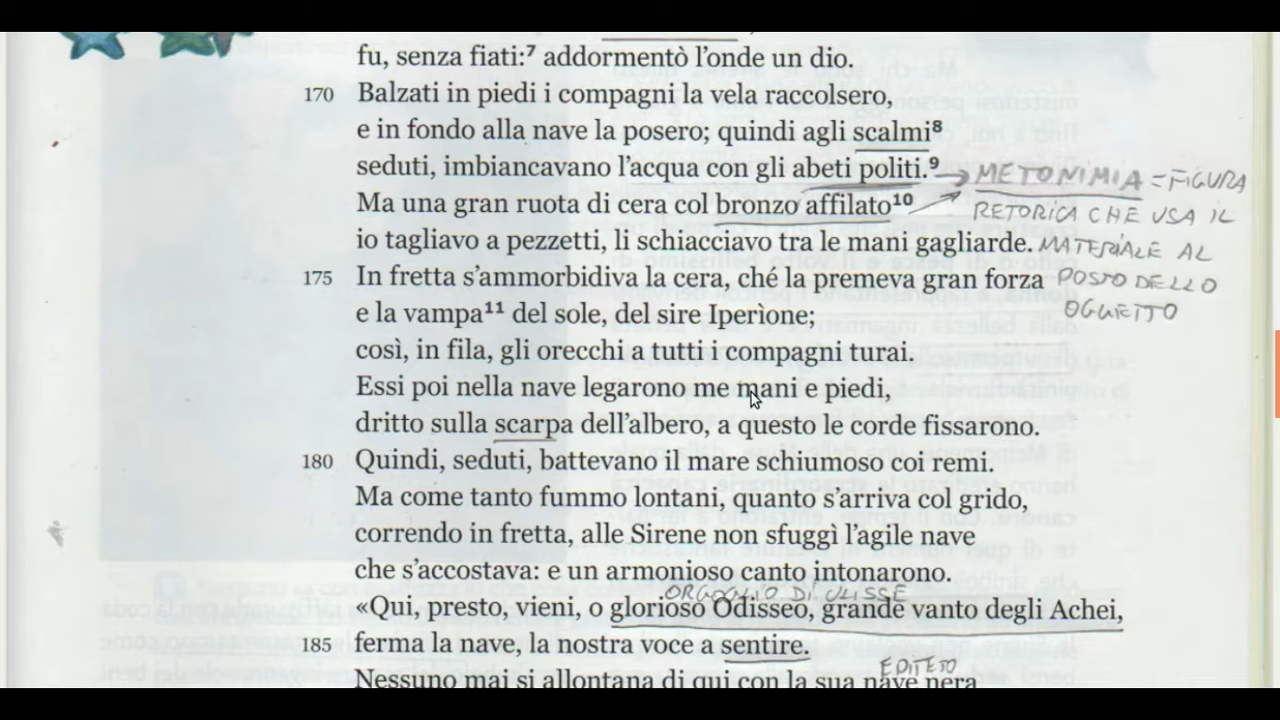 fu, senza fiati:⁷ addormentò l'onde un dio.
170 Balzati in piedi i compagni la vela raccolsero,
e in fondo alla nave la posero; quindi agli scalmi⁸
seduti, imbiancavano l'acqua con gli abeti politi.⁹ → METONIMIA = FIGURA
Ma una gran ruota di cera col bronzo affilato¹⁰ RETORICA CHE USA IL
io tagliavo a pezzetti, li schiacciavo tra le mani gagliarde. MATERIALE AL
175 In fretta s'ammorbidiva la cera, ché la premeva gran forza POSTO DELLO
e la vampa¹¹ del sole, del sire Iperìone; OGGETTO
così, in fila, gli orecchi a tutti i compagni turai.
Essi poi nella nave legarono me mani e piedi,
dritto sulla scarpa dell'albero, a questo le corde fissarono.
180 Quindi, seduti, battevano il mare schiumoso coi remi.
Ma come tanto fummo lontani, quanto s'arriva col grido,
correndo in fretta, alle Sirene non sfuggì l'agile nave
che s'accostava: e un armonioso canto intonarono.
ORGOGLIO DI ULISSE
«Qui, presto, vieni, o glorioso Odisseo, grande vanto degli Achei,
185 ferma la nave, la nostra voce a sentire.
EPITETO
Nessuno mai si allontana di qui con la sua nave nera